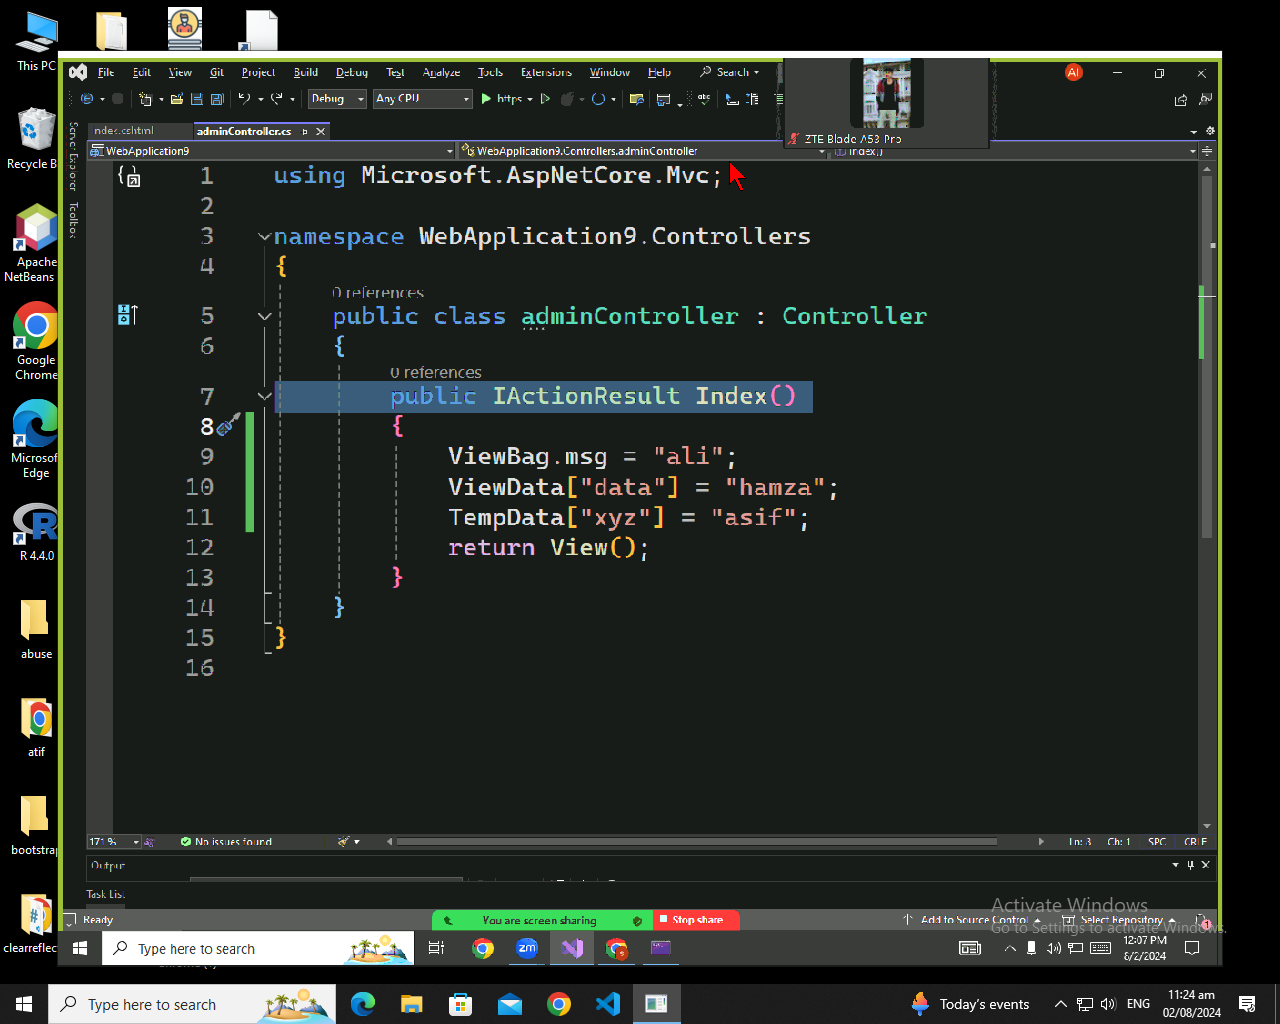 This PC
Recycle B
Apache
NetBeans
Google
Chrome
Microsoft
Edge
R 4.4.0
abuse
atif
bootstrap
clearreflec
File Edit View Git Project Build Debug Test Analyze Tools Extensions Window Help Search
AI
Debug Any CPU https
ZTE Blade A53 Pro
Server Explorer
Toolbox
ndex.cshtml adminController.cs
WebApplication9 WebApplication9.Controllers.adminController Index()
1 using Microsoft.AspNetCore.Mvc;
2
3 namespace WebApplication9.Controllers
4 {
0 references
5 public class adminController : Controller
6 {
0 references
7 public IActionResult Index()
8 {
9 ViewBag.msg = "ali";
10 ViewData["data"] = "hamza";
11 TempData["xyz"] = "asif";
12 return View();
13 }
14 }
15 }
16
171 % No issues found Ln: 3 Ch: 1 SPC CRLF
Output
Task List
Activate Windows
Go to Settings to activate Windows.
Ready You are screen sharing Stop share Add to Source Control Select Repository 1
Type here to search zm 12:07 PM
8/2/2024
Type here to search Today's events ENG 11:24 am
02/08/2024